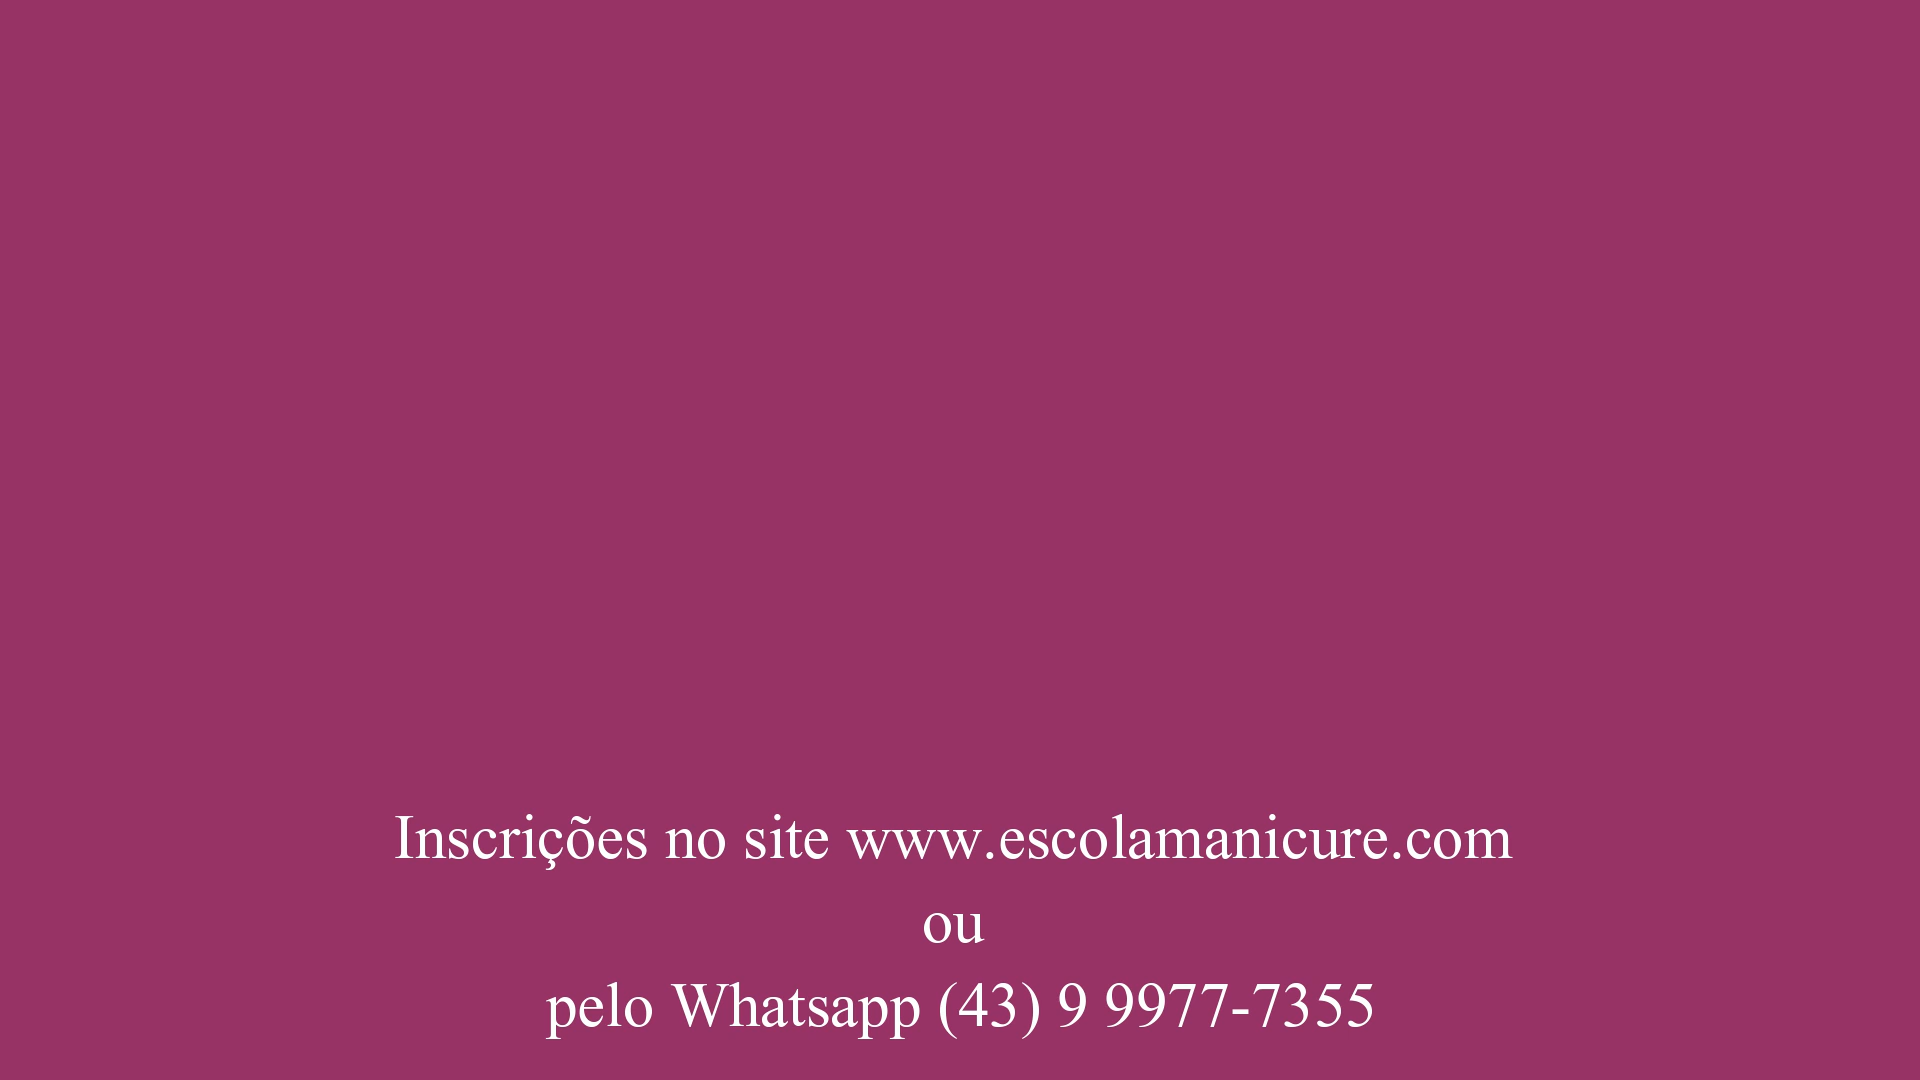 Inscrições no site www.escolamanicure.com
ou
pelo Whatsapp (43) 9 9977-7355